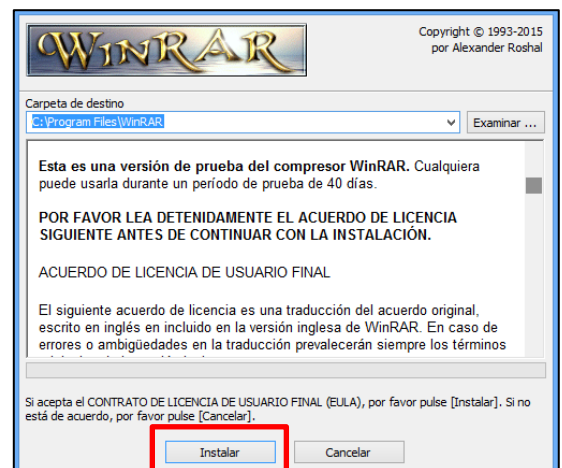 WINRAR
Copyright © 1993-2015
por Alexander Roshal
Carpeta de destino
C:\Program Files\WinRAR
Examinar ...
Esta es una versión de prueba del compresor WinRAR. Cualquiera
puede usarla durante un período de prueba de 40 días.
POR FAVOR LEA DETENIDAMENTE EL ACUERDO DE LICENCIA
SIGUIENTE ANTES DE CONTINUAR CON LA INSTALACIÓN.
ACUERDO DE LICENCIA DE USUARIO FINAL
El siguiente acuerdo de licencia es una traducción del acuerdo original,
escrito en inglés en incluido en la versión inglesa de WinRAR. En caso de
errores o ambigüedades en la traducción prevalecerán siempre los términos
Si acepta el CONTRATO DE LICENCIA DE USUARIO FINAL (EULA), por favor pulse [Instalar]. Si no
está de acuerdo, por favor pulse [Cancelar].
Instalar
Cancelar